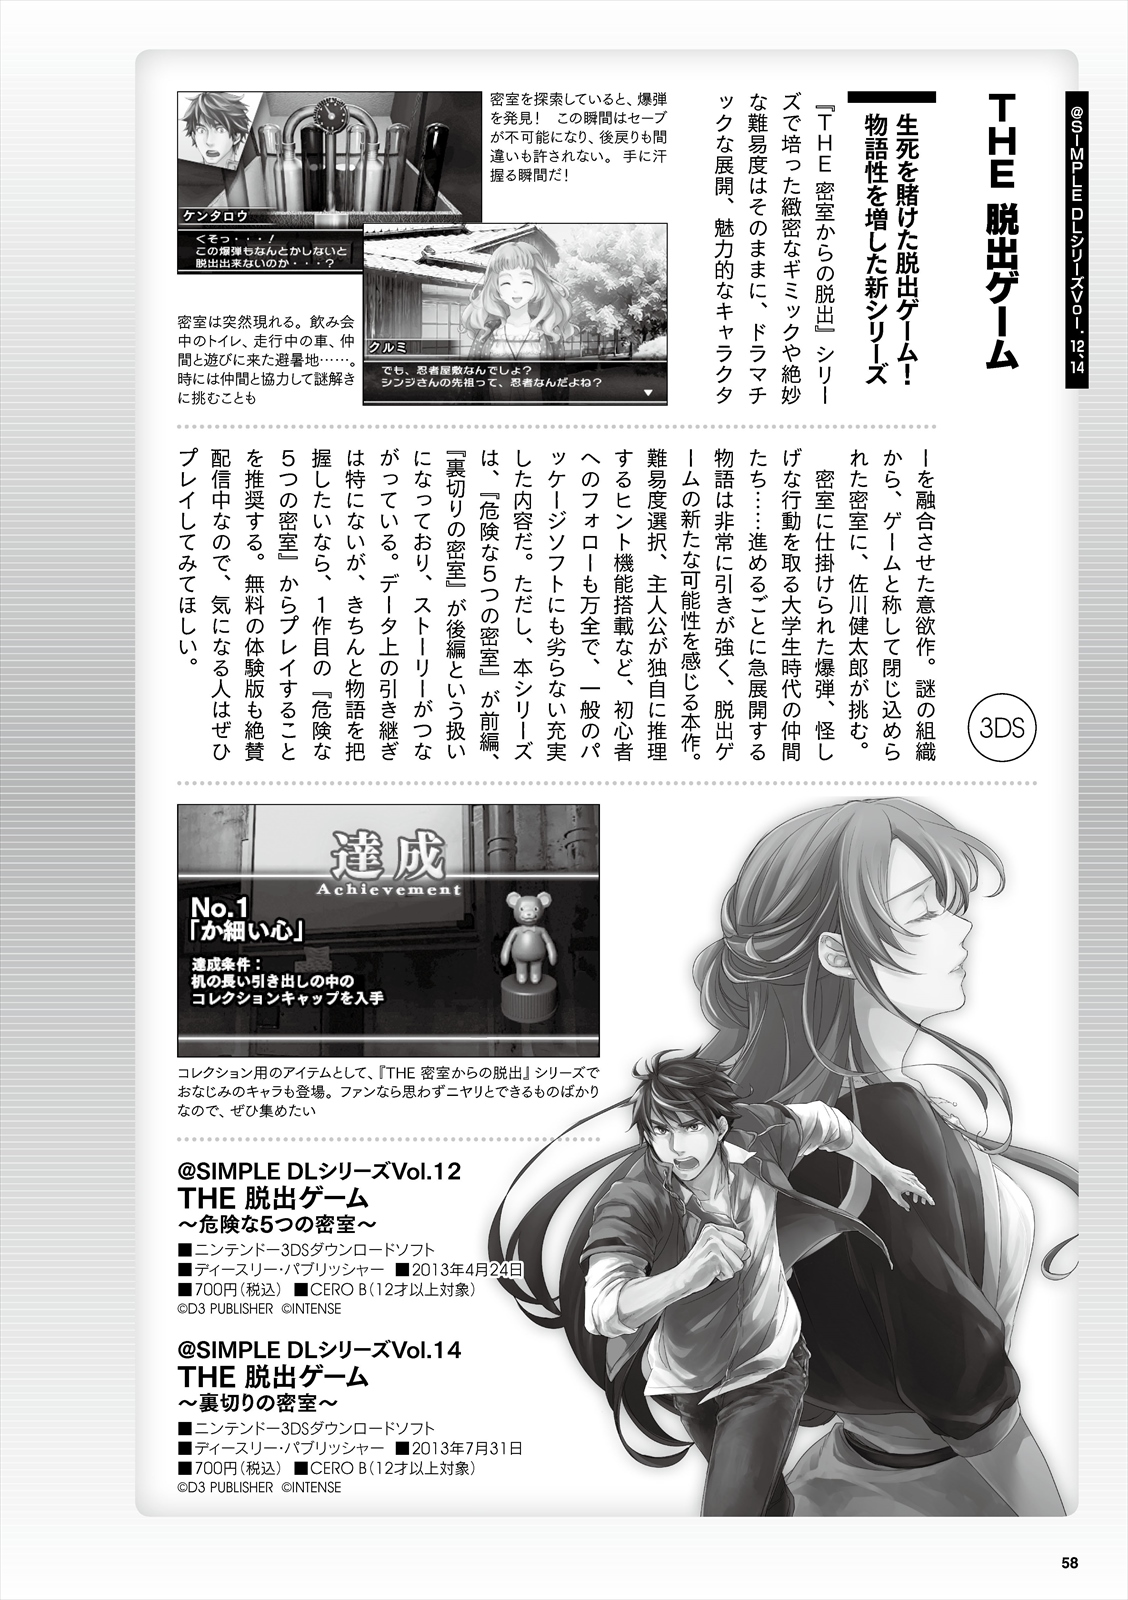 @SIMPLE DLシリーズVol.12、14
THE 脱出ゲーム
生死を賭けた脱出ゲーム！
物語性を増した新シリーズ
『THE 密室からの脱出』シリー
ズで培った緻密なギミックや絶妙
な難易度はそのままに、ドラマチ
ックな展開、魅力的なキャラクタ
密室を探索していると、爆弾
を発見！　この瞬間はセーブ
が不可能になり、後戻りも間
違いも許されない。手に汗
握る瞬間だ！
ケンタロウ
くそっ・・・！
この爆弾もなんとかしないと
脱出出来ないのか・・・？
クルミ
でも、忍者屋敷なんでしょ？
シンジさんの先祖って、忍者なんだよね？
密室は突然現れる。飲み会
中のトイレ、走行中の車、仲
間と遊びに来た避暑地……。
時には仲間と協力して謎解き
に挑むことも
3DS
ーを融合させた意欲作。謎の組織
から、ゲームと称して閉じ込めら
れた密室に、佐川健太郎が挑む。
　密室に仕掛けられた爆弾、怪し
げな行動を取る大学生時代の仲間
たち……進めるごとに急展開する
物語は非常に引きが強く、脱出ゲ
ームの新たな可能性を感じる本作。
難易度選択、主人公が独自に推理
するヒント機能搭載など、初心者
へのフォローも万全で、一般のパ
ッケージソフトにも劣らない充実
した内容だ。ただし、本シリーズ
は、『危険な5つの密室』が前編、
『裏切りの密室』が後編という扱い
になっており、ストーリーがつな
がっている。データ上の引き継ぎ
は特にないが、きちんと物語を把
握したいなら、1作目の『危険な
5つの密室』からプレイすること
を推奨する。無料の体験版も絶賛
配信中なので、気になる人はぜひ
プレイしてみてほしい。
達成
Achievement
No.1
「か細い心」
達成条件：
机の長い引き出しの中の
コレクションキャップを入手
コレクション用のアイテムとして、『THE 密室からの脱出』シリーズで
おなじみのキャラも登場。ファンなら思わずニヤリとできるものばかり
なので、ぜひ集めたい
@SIMPLE DLシリーズVol.12
THE 脱出ゲーム
～危険な5つの密室～
■ニンテンドー3DSダウンロードソフト
■ディースリー・パブリッシャー ■2013年4月24日
■700円（税込） ■CERO B（12才以上対象）
©D3 PUBLISHER ©INTENSE
@SIMPLE DLシリーズVol.14
THE 脱出ゲーム
～裏切りの密室～
■ニンテンドー3DSダウンロードソフト
■ディースリー・パブリッシャー ■2013年7月31日
■700円（税込） ■CERO B（12才以上対象）
©D3 PUBLISHER ©INTENSE
58